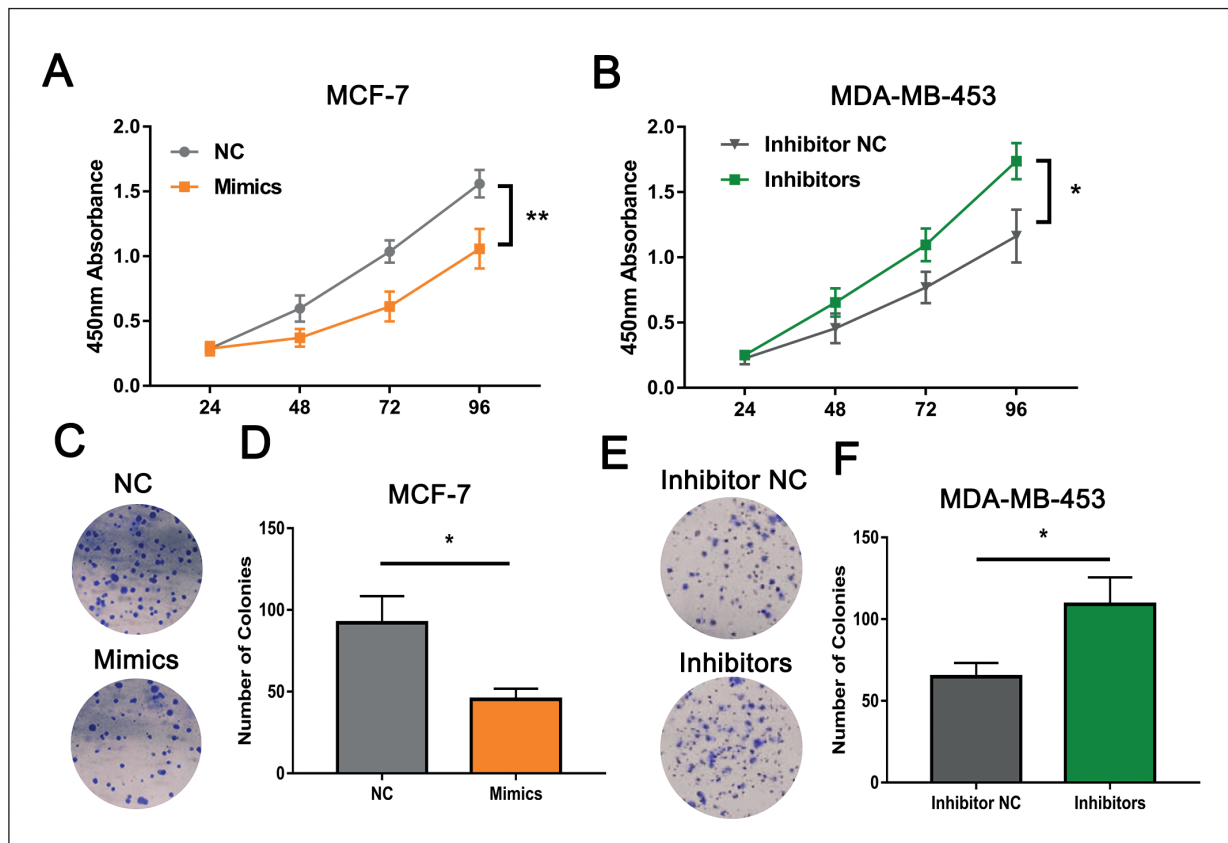 A
MCF-7
450nm Absorbance
2.0
1.5
1.0
0.5
0.0
NC
Mimics
**
24 48 72 96
B
MDA-MB-453
450nm Absorbance
2.0
1.5
1.0
0.5
0.0
Inhibitor NC
Inhibitors
*
24 48 72 96
C
NC
Mimics
D
MCF-7
Number of Colonies
150
100
50
0
*
NC Mimics
E
Inhibitor NC
Inhibitors
F
MDA-MB-453
Number of Colonies
150
100
50
0
*
Inhibitor NC Inhibitors